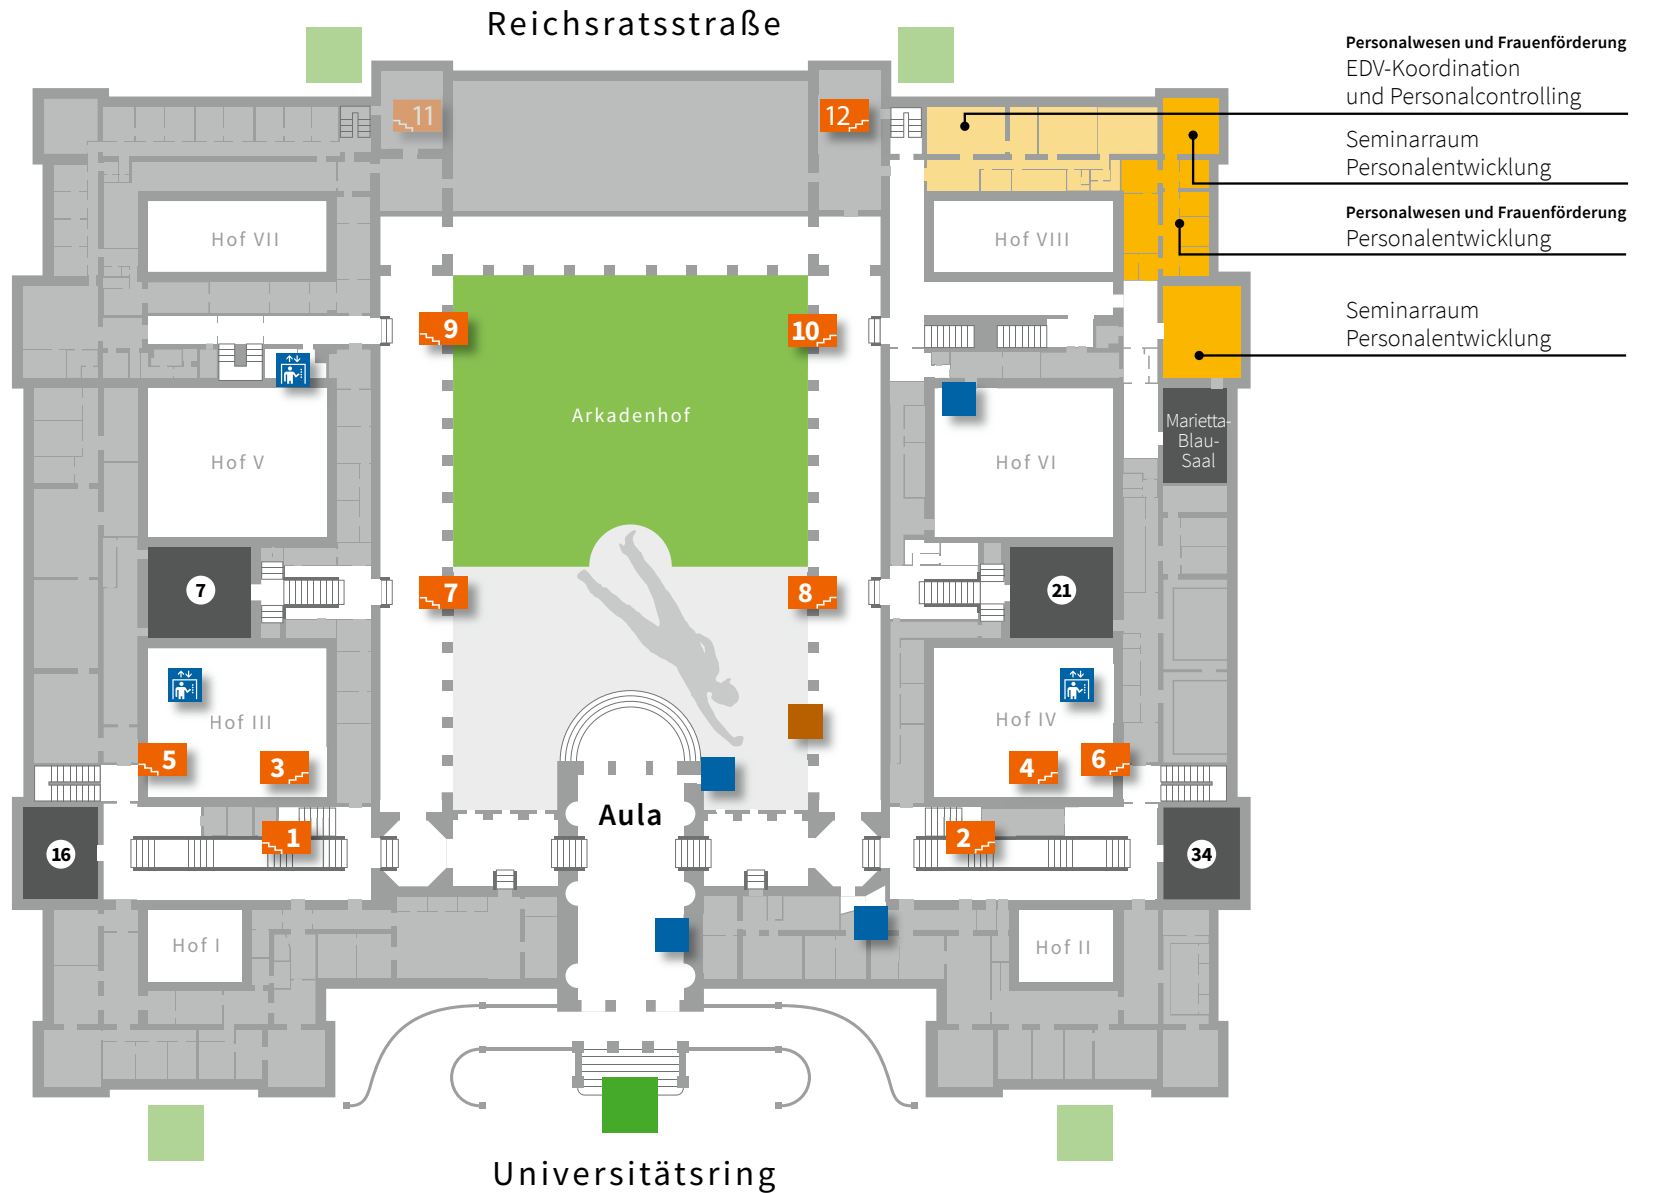 Reichsratsstraße
Personalwesen und Frauenförderung
EDV-Koordination
und Personalcontrolling
Seminarraum
Personalentwicklung
Personalwesen und Frauenförderung
Personalentwicklung
Seminarraum
Personalentwicklung
11
12
Hof VII
Hof VIII
9
10
Arkadenhof
Marietta-
Blau-
Saal
Hof V
Hof VI
7
7
8
21
Hof III
Hof IV
5
3
4
6
Aula
1
2
16
34
Hof I
Hof II
Universitätsring